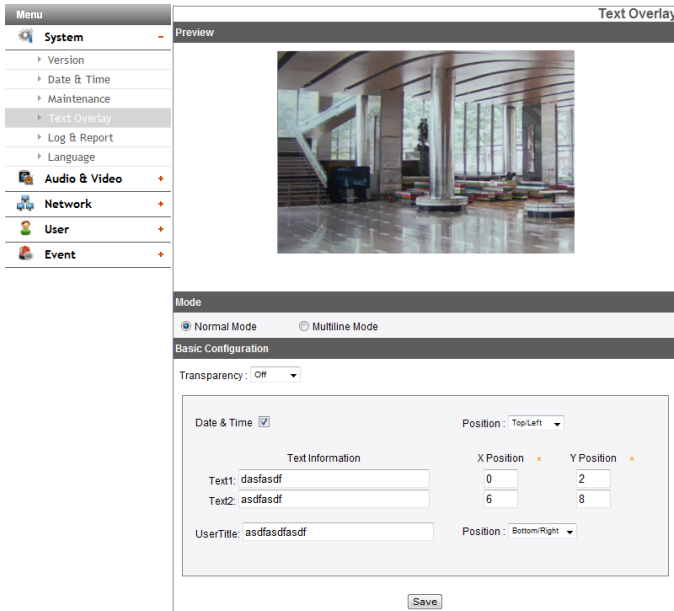 Menu
System -
Version
Date & Time
Maintenance
Text Overlay
Log & Report
Language
Audio & Video +
Network +
User +
Event +
Text Overlay
Preview
Mode
Normal Mode Multiline Mode
Basic Configuration
Transparency : Off
Date & Time Position : Top/Left
Text Information X Position * Y Position *
Text1: dasfasdf 0 2
Text2: asdfasdf 6 8
UserTitle: asdfasdfasdf Position : Bottom/Right
Save